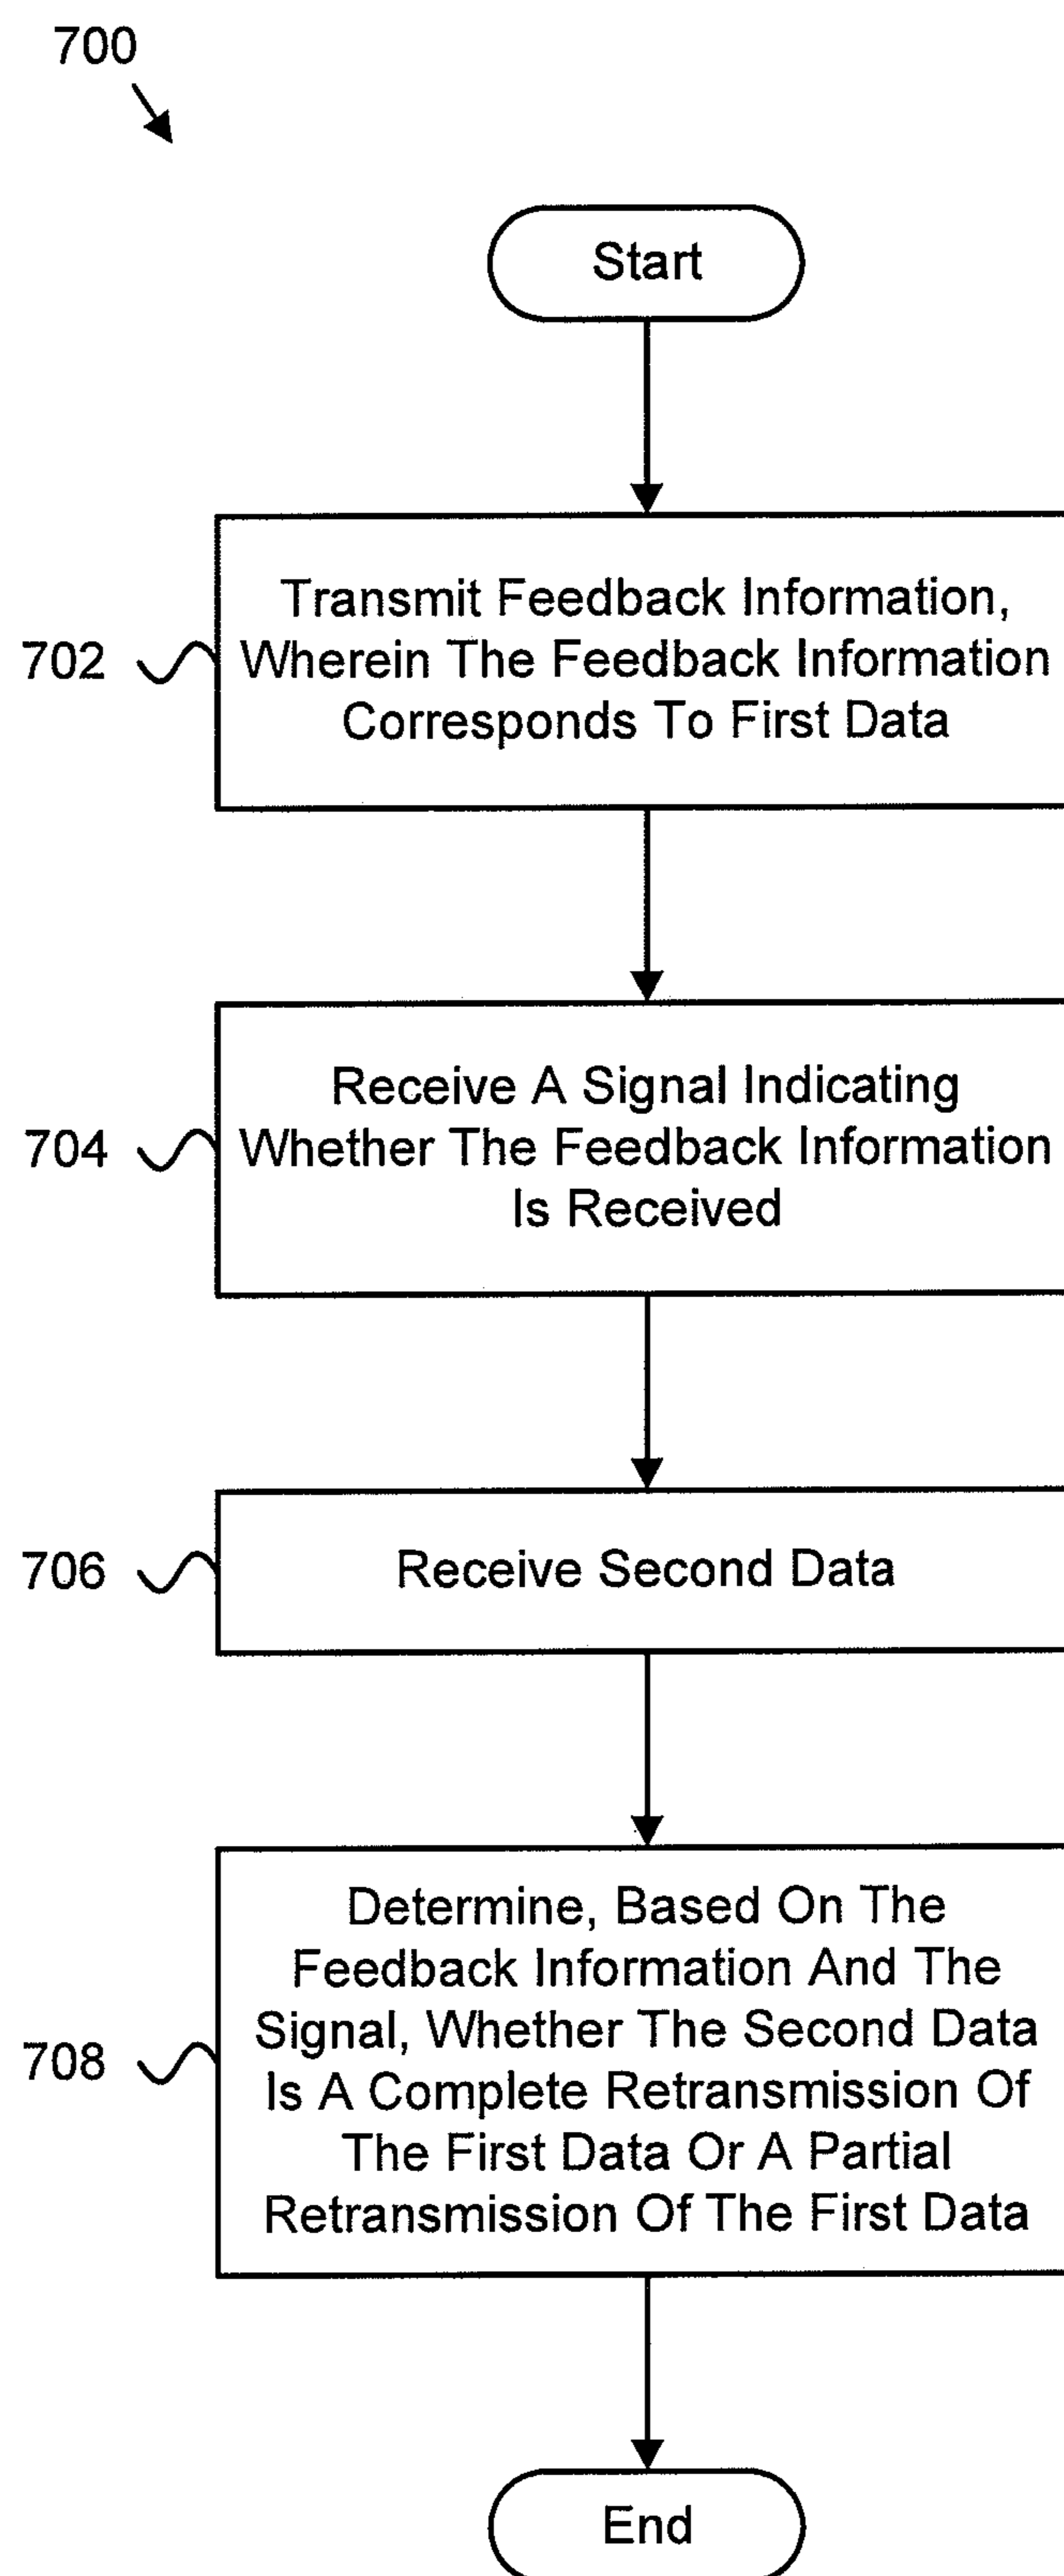 700
Start
702
Transmit Feedback Information,
Wherein The Feedback Information
Corresponds To First Data
704
Receive A Signal Indicating
Whether The Feedback Information
Is Received
706
Receive Second Data
708
Determine, Based On The
Feedback Information And The
Signal, Whether The Second Data
Is A Complete Retransmission Of
The First Data Or A Partial
Retransmission Of The First Data
End